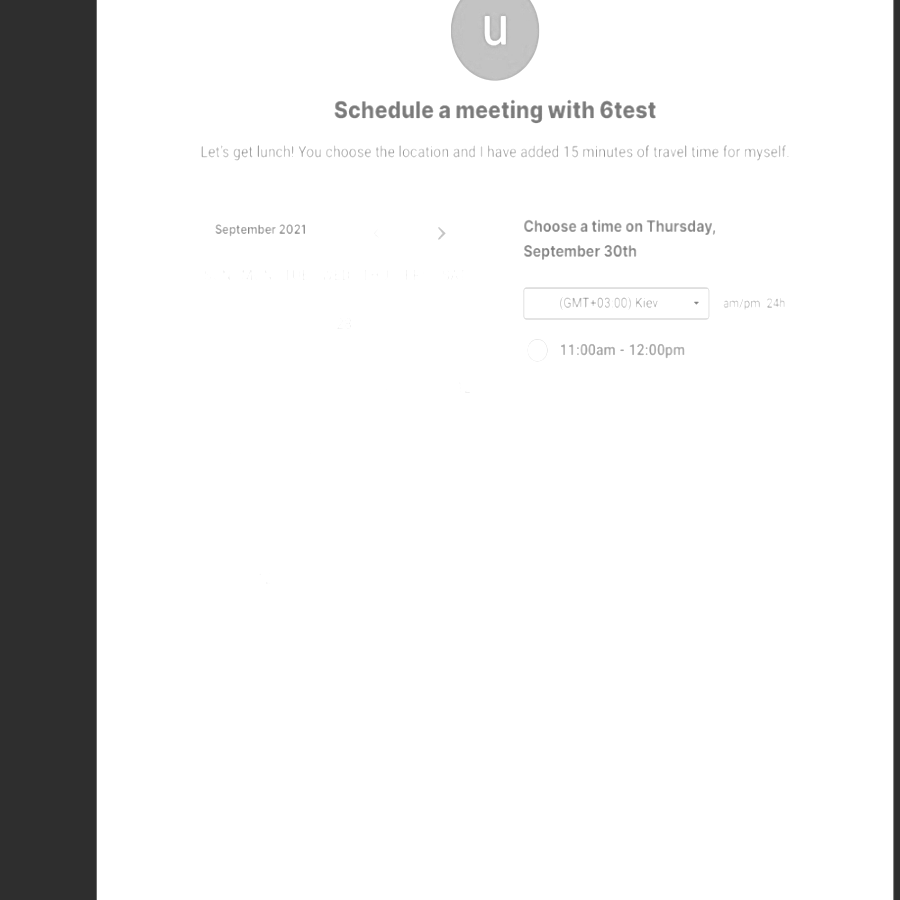 u
Schedule a meeting with 6test
Let's get lunch! You choose the location and I have added 15 minutes of travel time for myself.
September 2021
Choose a time on Thursday,
September 30th
(GMT+03:00) Kiev
am/pm 24h
11:00am - 12:00pm